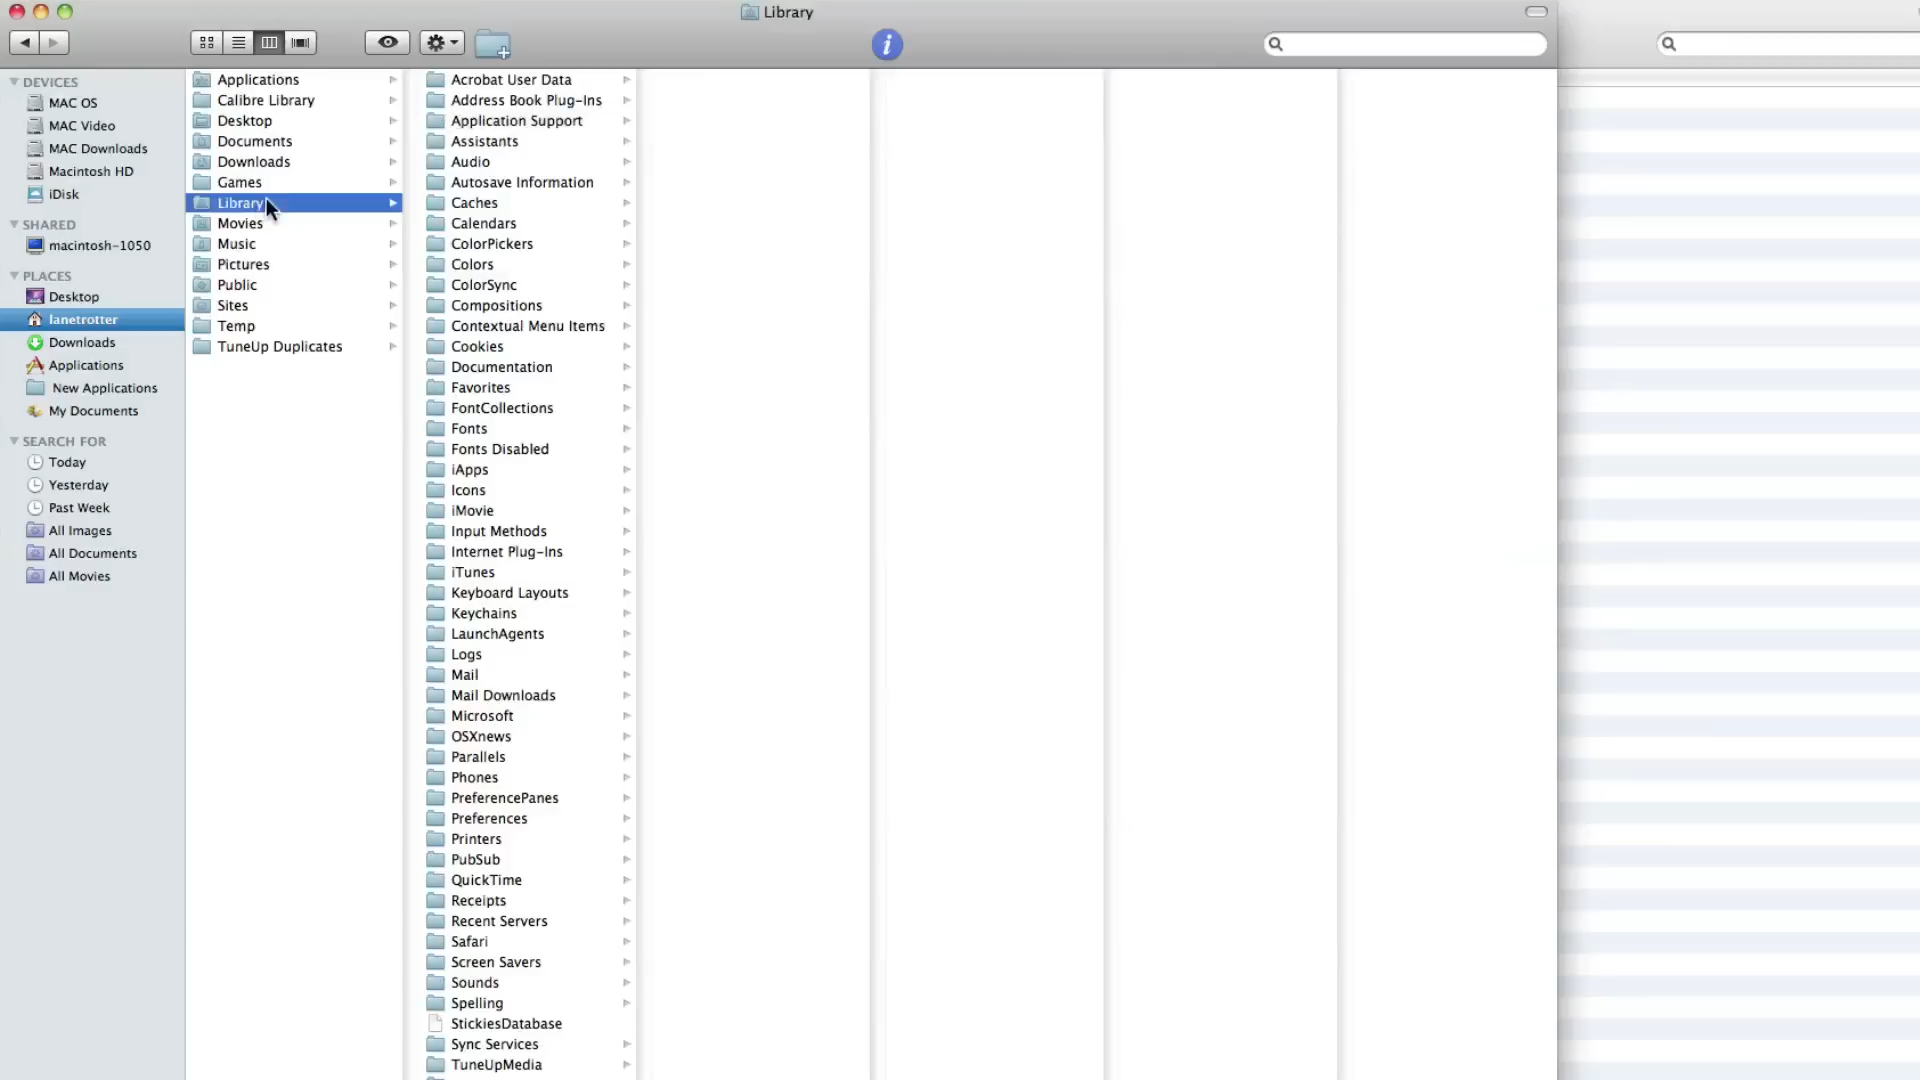 Library
DEVICES
MAC OS
MAC Video
MAC Downloads
Macintosh HD
iDisk
SHARED
macintosh-1050
PLACES
Desktop
lanetrotter
Downloads
Applications
New Applications
My Documents
SEARCH FOR
Today
Yesterday
Past Week
All Images
All Documents
All Movies
Applications
Calibre Library
Desktop
Documents
Downloads
Games
Library
Movies
Music
Pictures
Public
Sites
Temp
TuneUp Duplicates
Acrobat User Data
Address Book Plug-Ins
Application Support
Assistants
Audio
Autosave Information
Caches
Calendars
ColorPickers
Colors
ColorSync
Compositions
Contextual Menu Items
Cookies
Documentation
Favorites
FontCollections
Fonts
Fonts Disabled
iApps
Icons
iMovie
Input Methods
Internet Plug-Ins
iTunes
Keyboard Layouts
Keychains
LaunchAgents
Logs
Mail
Mail Downloads
Microsoft
OSXnews
Parallels
Phones
PreferencePanes
Preferences
Printers
PubSub
QuickTime
Receipts
Recent Servers
Safari
Screen Savers
Sounds
Spelling
StickiesDatabase
Sync Services
TuneUpMedia